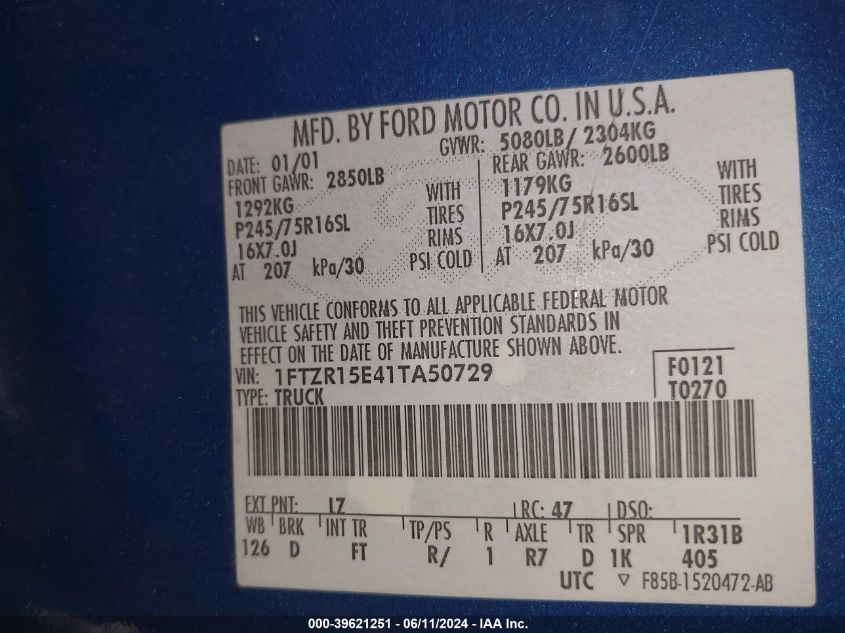 MFD. BY FORD MOTOR CO. IN U.S.A.
DATE: 01/01 GVWR: 5080LB/ 2304KG
FRONT GAWR: 2850LB REAR GAWR: 2600LB
1292KG WITH 1179KG WITH
P245/75R16SL TIRES P245/75R16SL TIRES
16X7.0J RIMS 16X7.0J RIMS
AT 207 kPa/30 PSI COLD AT 207 kPa/30 PSI COLD
THIS VEHICLE CONFORMS TO ALL APPLICABLE FEDERAL MOTOR
VEHICLE SAFETY AND THEFT PREVENTION STANDARDS IN
EFFECT ON THE DATE OF MANUFACTURE SHOWN ABOVE.
VIN: 1FTZR15E41TA50729 F0121
TYPE: TRUCK T0270
EXT PNT: LZ RC: 47 DSO:
WB BRK INT TR TP/PS R AXLE TR SPR 1R31B
126 D FT R/ 1 R7 D 1K 405
UTC ▽ F85B-1520472-AB
000-39621251 - 06/11/2024 - IAA Inc.